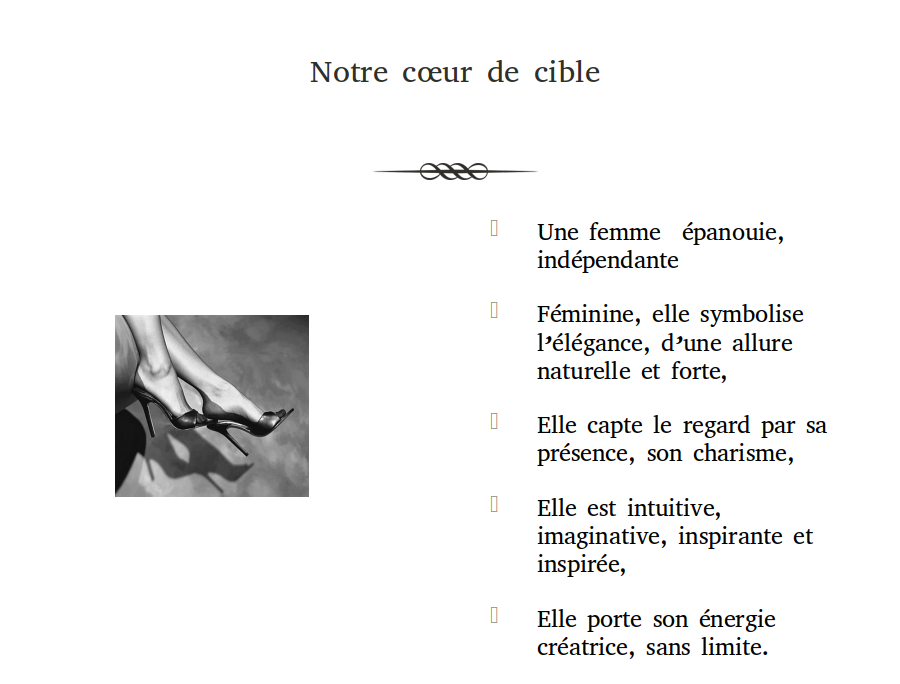 Notre cœur de cible
Une femme épanouie,
indépendante
Féminine, elle symbolise
l’élégance, d’une allure
naturelle et forte,
Elle capte le regard par sa
présence, son charisme,
Elle est intuitive,
imaginative, inspirante et
inspirée,
Elle porte son énergie
créatrice, sans limite.